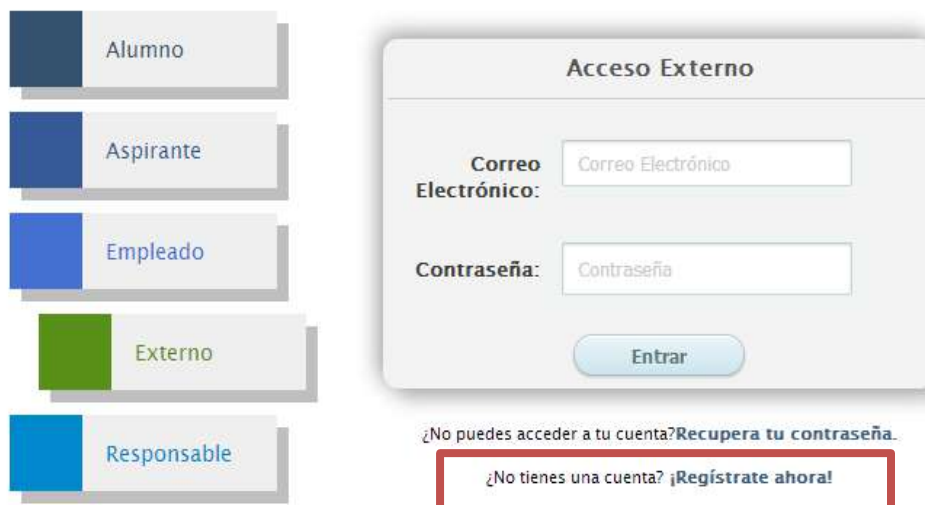 Alumno
Aspirante
Empleado
Externo
Responsable
Acceso Externo
Correo
Electrónico:
Correo Electrónico
Contraseña:
Contraseña
Entrar
¿No puedes acceder a tu cuenta?Recupera tu contraseña.
¿No tienes una cuenta? ¡Regístrate ahora!